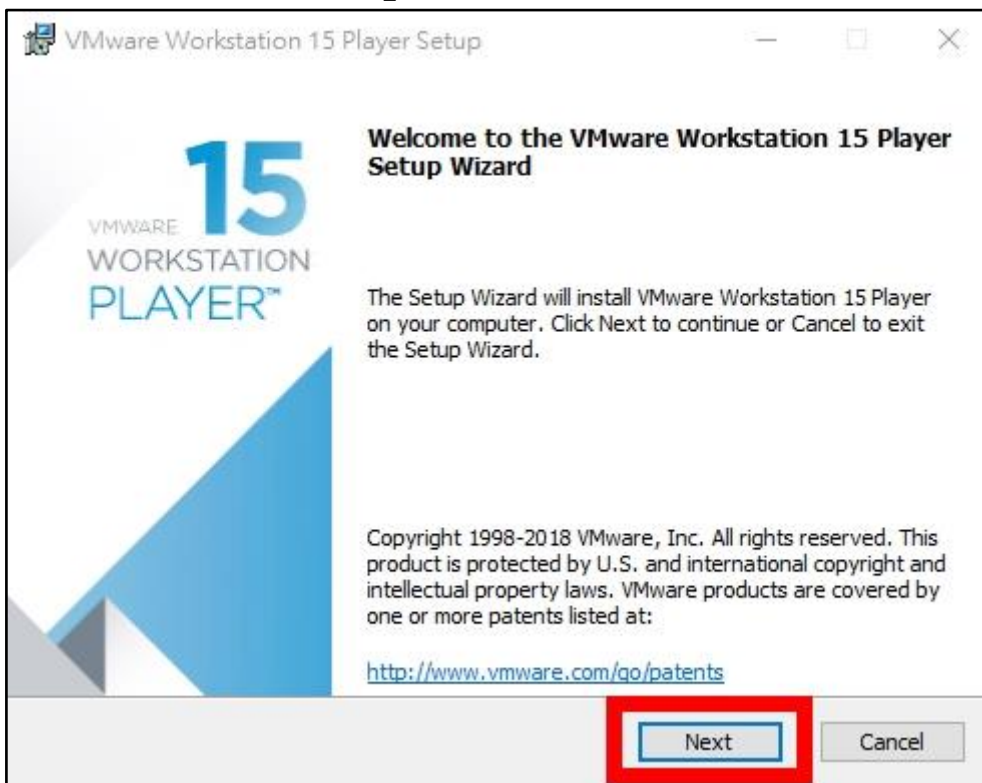 VMware Workstation 15 Player Setup
15
VMWARE
WORKSTATION
PLAYER™
Welcome to the VMware Workstation 15 Player
Setup Wizard
The Setup Wizard will install VMware Workstation 15 Player
on your computer. Click Next to continue or Cancel to exit
the Setup Wizard.
Copyright 1998-2018 VMware, Inc. All rights reserved. This
product is protected by U.S. and international copyright and
intellectual property laws. VMware products are covered by
one or more patents listed at:
http://www.vmware.com/go/patents
Next
Cancel